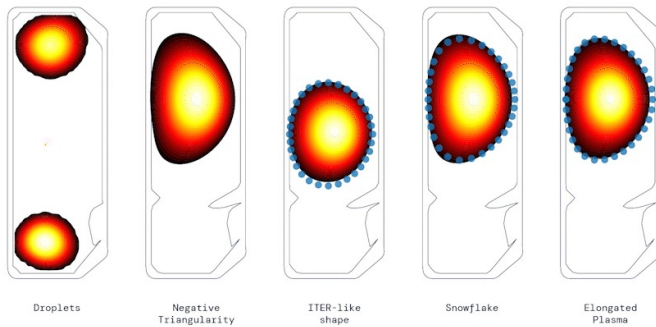 Droplets
Negative
Triangularity
ITER-like
shape
Snowflake
Elongated
Plasma